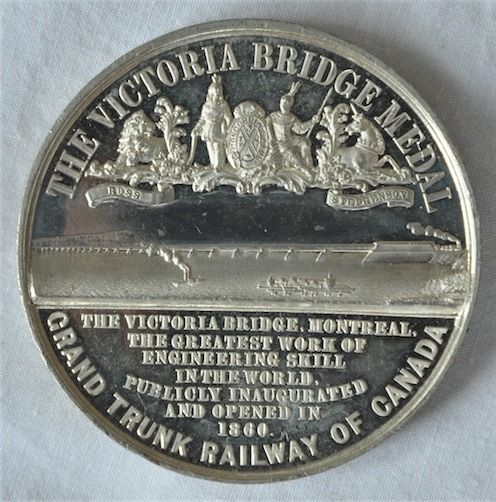 THE VICTORIA BRIDGE MEDAL
ROSS
STEPHENSON
THE VICTORIA BRIDGE, MONTREAL,
THE GREATEST WORK OF
ENGINEERING SKILL
IN THE WORLD,
PUBLICLY INAUGURATED
AND OPENED IN
1860.
GRAND TRUNK RAILWAY OF CANADA